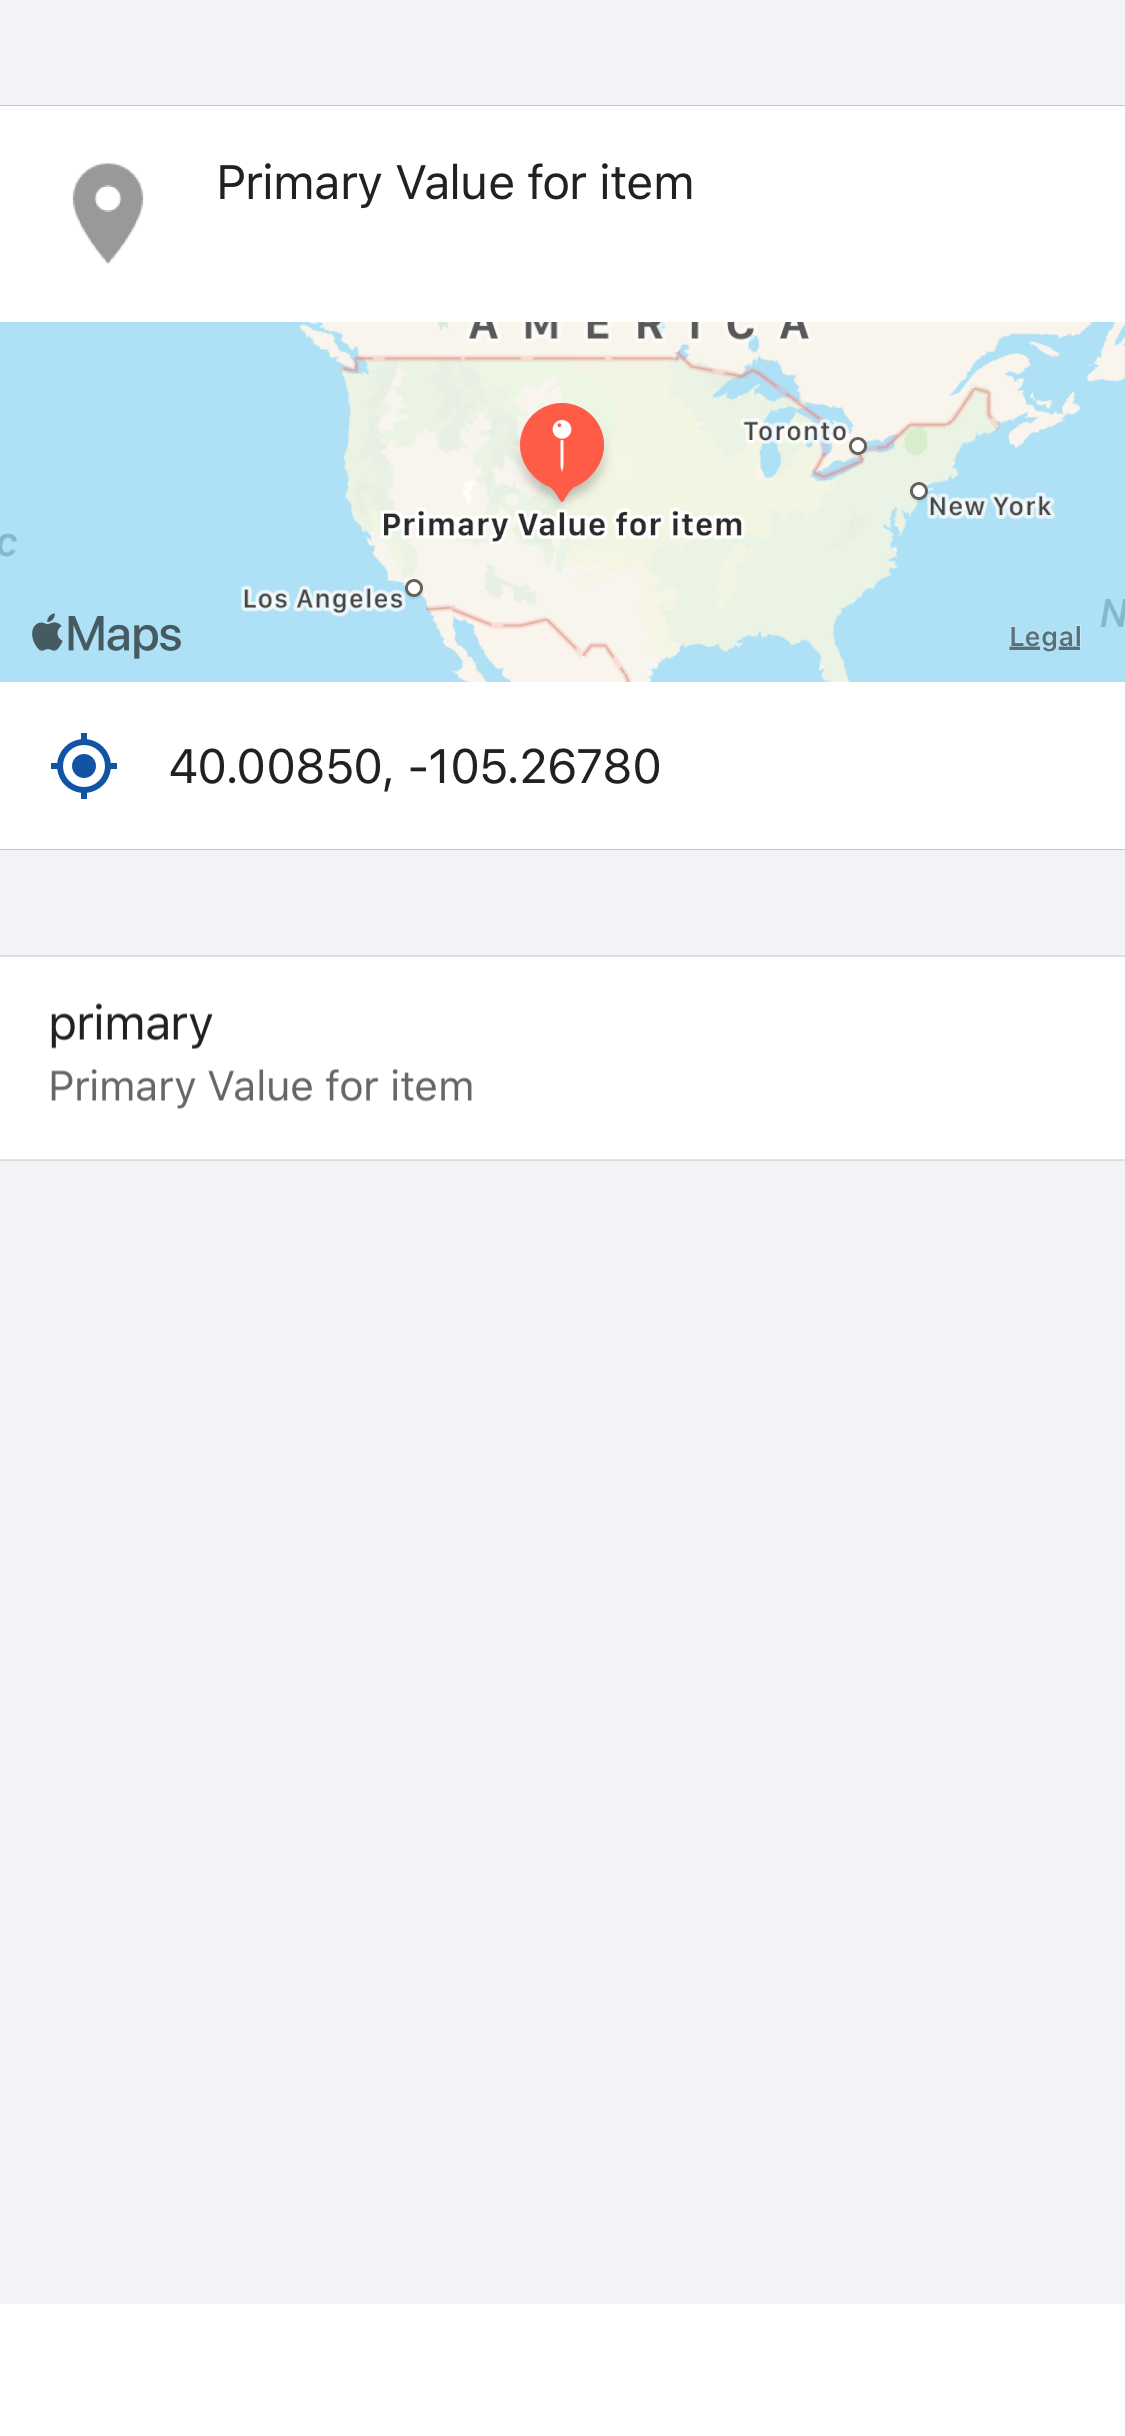 Primary Value for item
AMERICA
Toronto
New York
Primary Value for item
c
Los Angeles
N
Maps
Legal
40.00850, -105.26780
primary
Primary Value for item